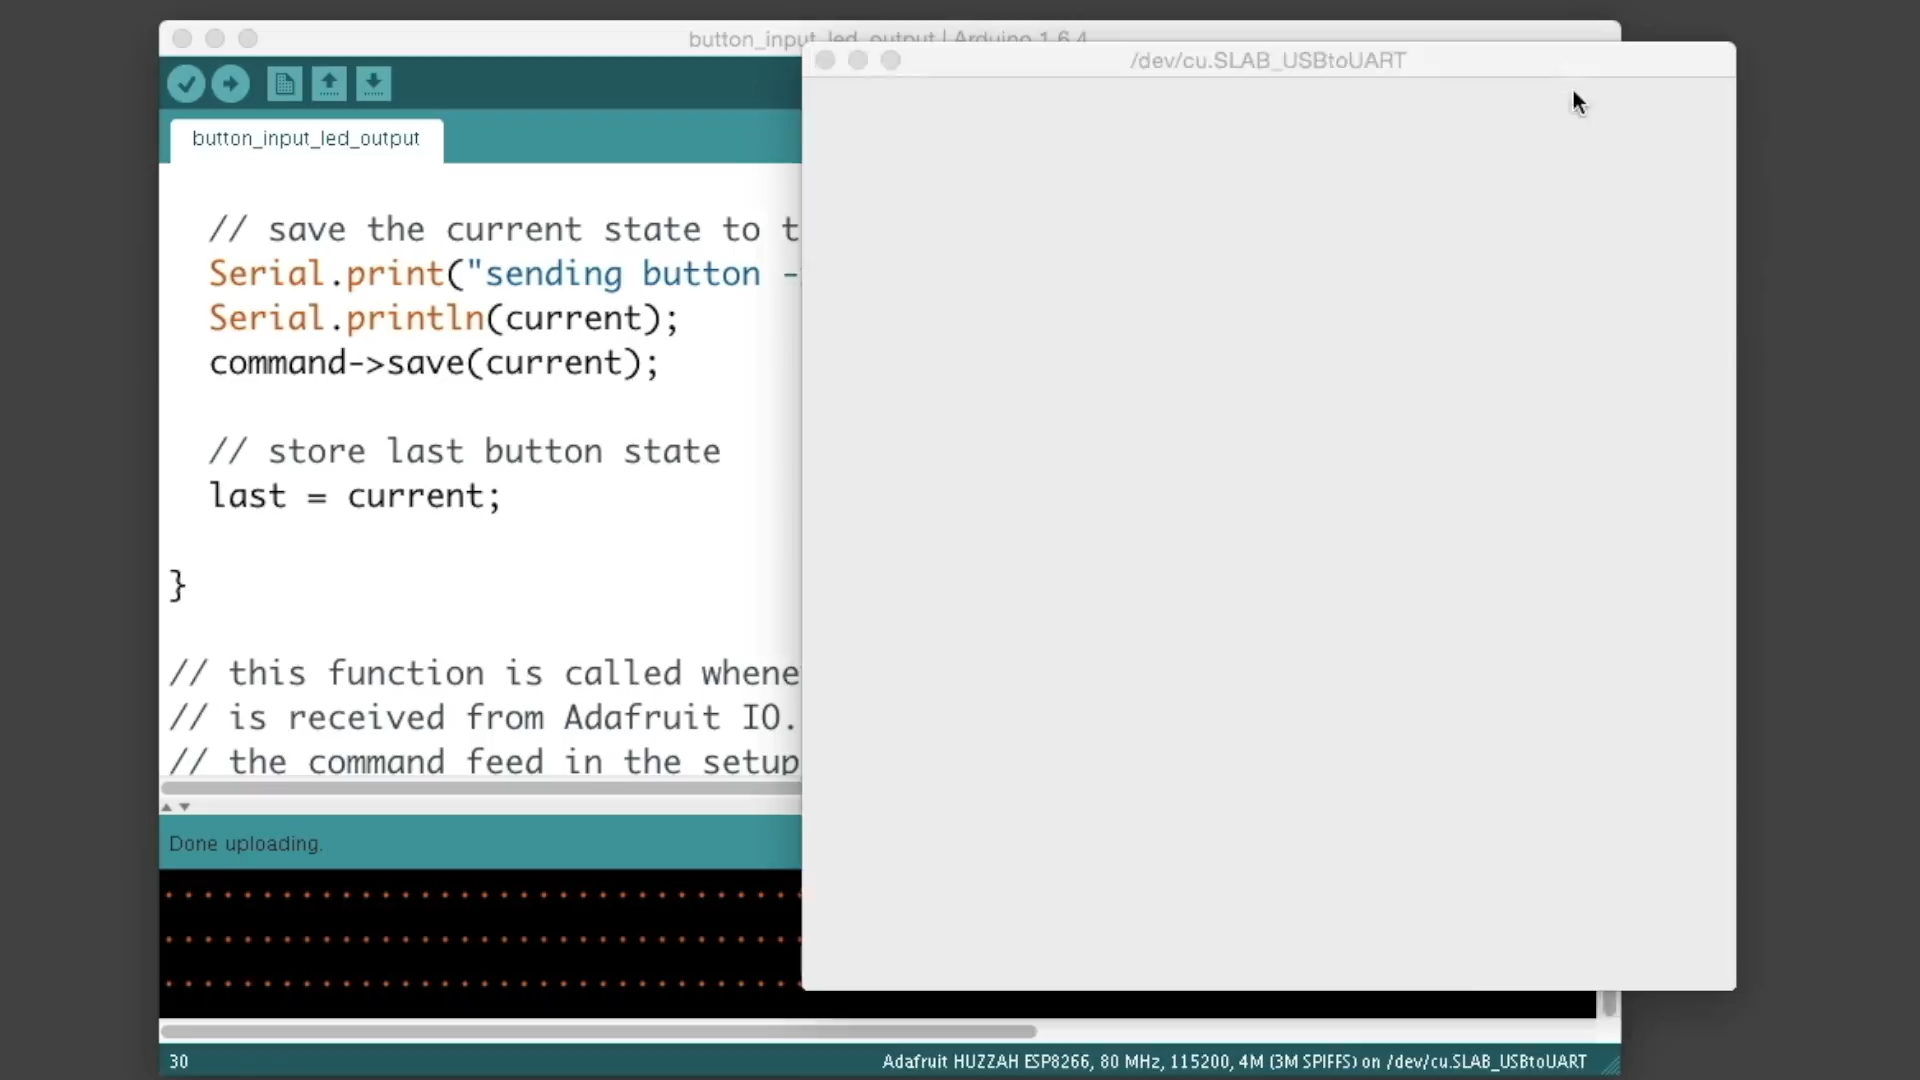 button_input_led_output | Arduino 1.6.4
/dev/cu.SLAB_USBtoUART
button_input_led_output
// save the current state to t
Serial.print("sending button -
Serial.println(current);
command->save(current);
// store last button state
last = current;
}
// this function is called whene
// is received from Adafruit IO.
// the command feed in the setup
Done uploading.
30
Adafruit HUZZAH ESP8266, 80 MHz, 115200, 4M (3M SPIFFS) on /dev/cu.SLAB_USBtoUART